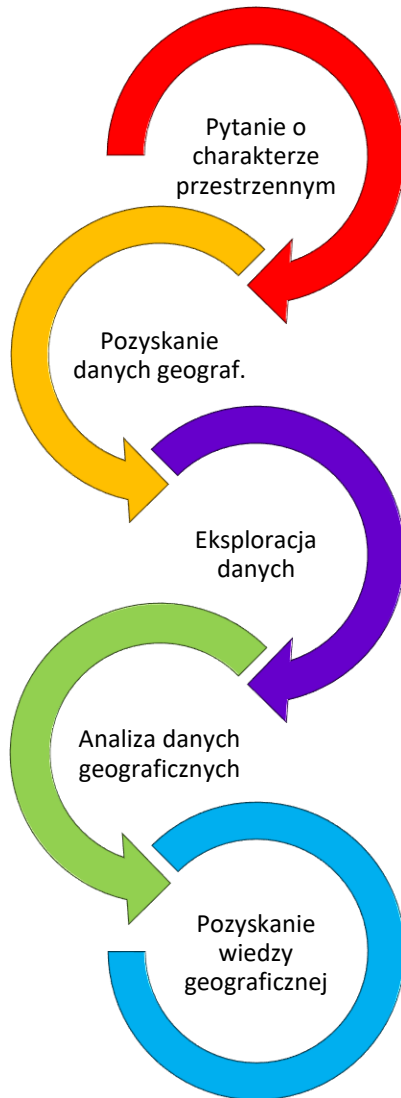 Pytanie o
charakterze
przestrzennym
Pozyskanie
danych geograf.
Eksploracja
danych
Analiza danych
geograficznych
Pozyskanie
wiedzy
geograficznej